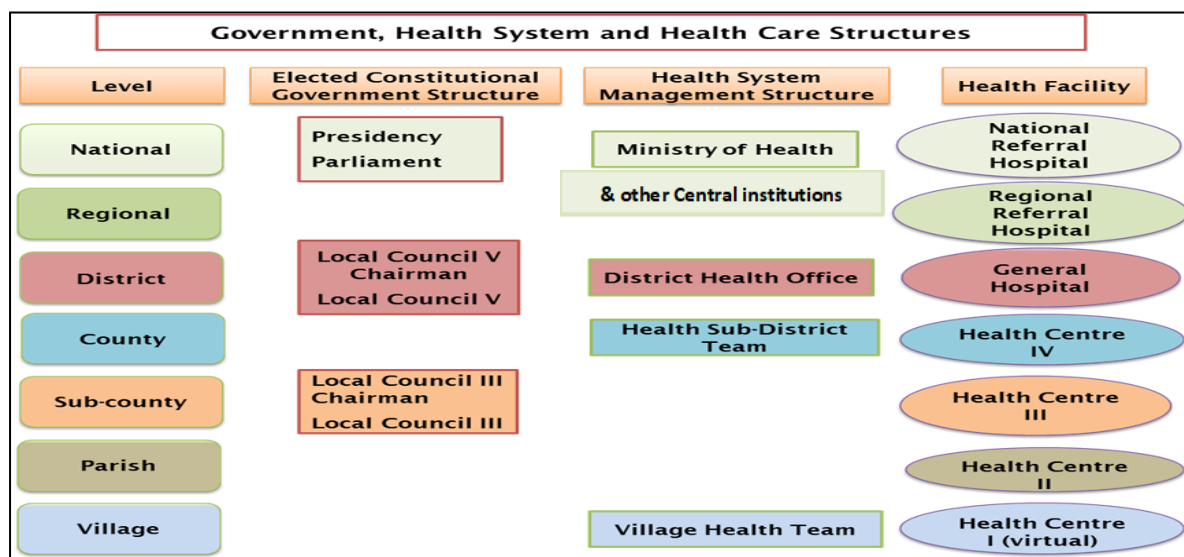 Government, Health System and Health Care Structures
Level
Elected Constitutional
Government Structure
Health System
Management Structure
Health Facility
National
Presidency
Parliament
Ministry of Health
National
Referral
Hospital
& other Central institutions
Regional
Regional
Referral
Hospital
District
Local Council V
Chairman
Local Council V
District Health Office
General
Hospital
County
Health Sub-District
Team
Health Centre
IV
Sub-county
Local Council III
Chairman
Local Council III
Health Centre
III
Parish
Health Centre
II
Village
Village Health Team
Health Centre
I (virtual)